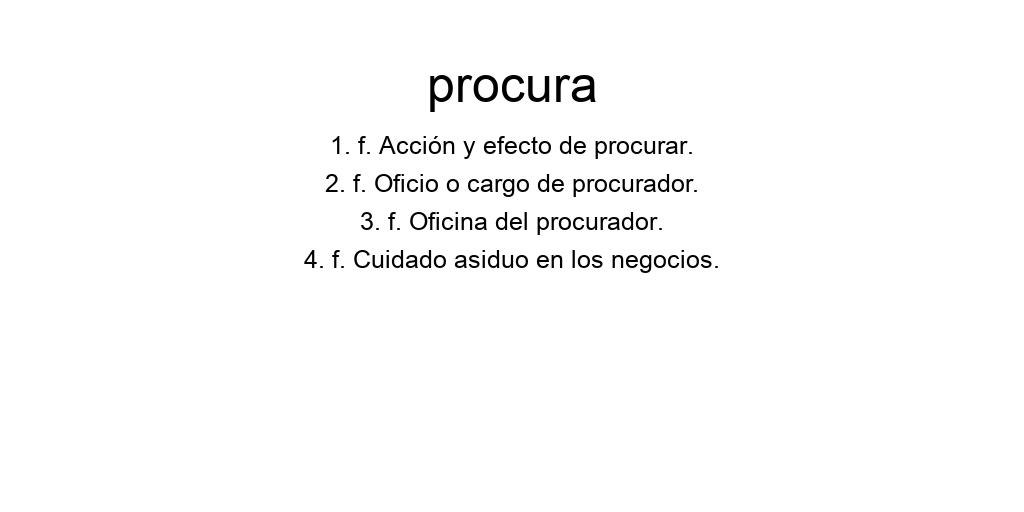 procura
1. f. Acción y efecto de procurar.
2. f. Oficio o cargo de procurador.
3. f. Oficina del procurador.
4. f. Cuidado asiduo en los negocios.